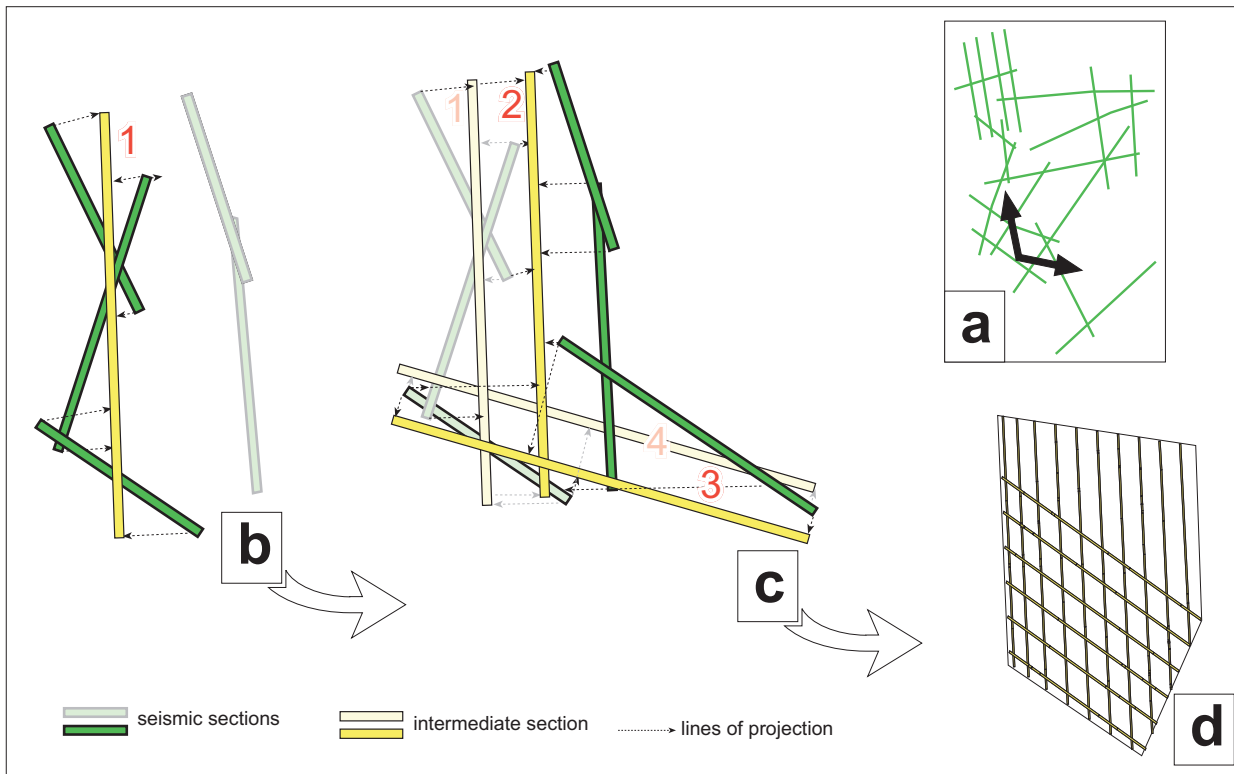 1
1
2
a
4
3
b
c
d
seismic sections
intermediate section
lines of projection